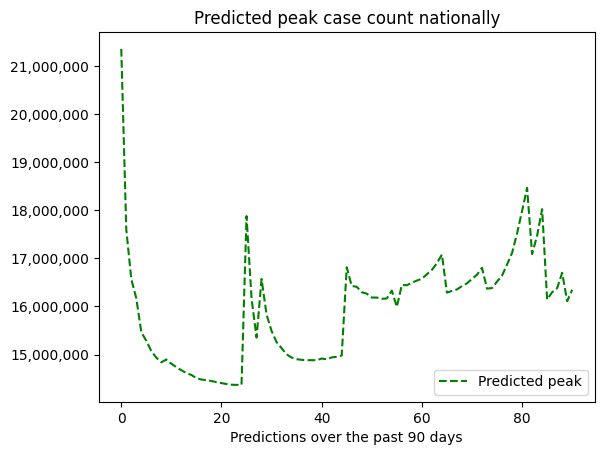 Predicted peak case count nationally
21,000,000
20,000,000
19,000,000
18,000,000
17,000,000
16,000,000
15,000,000
Predicted peak
0 20 40 60 80
Predictions over the past 90 days